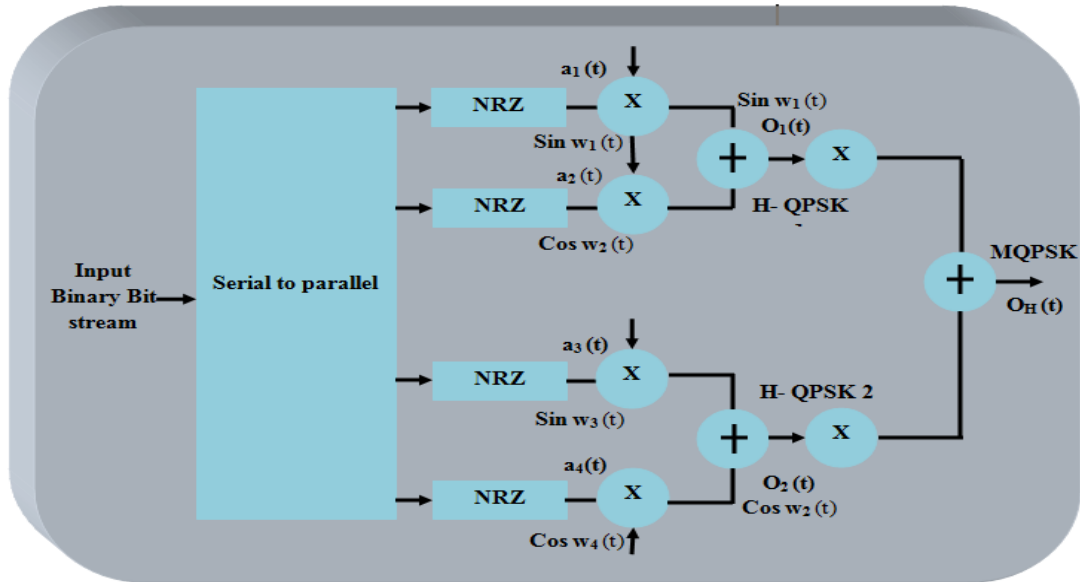 Input
Binary Bit
stream
Serial to parallel
a₁ (t)
NRZ
X
Sin w₁ (t)
a₂ (t)
NRZ
X
Cos w₂ (t)
Sin w₁ (t)
O₁(t)
+
X
H- QPSK
a₃ (t)
NRZ
X
Sin w₃ (t)
a₄(t)
NRZ
X
Cos w₄ (t)
H- QPSK 2
+
X
O₂ (t)
Cos w₂ (t)
MQPSK
+
O_H (t)